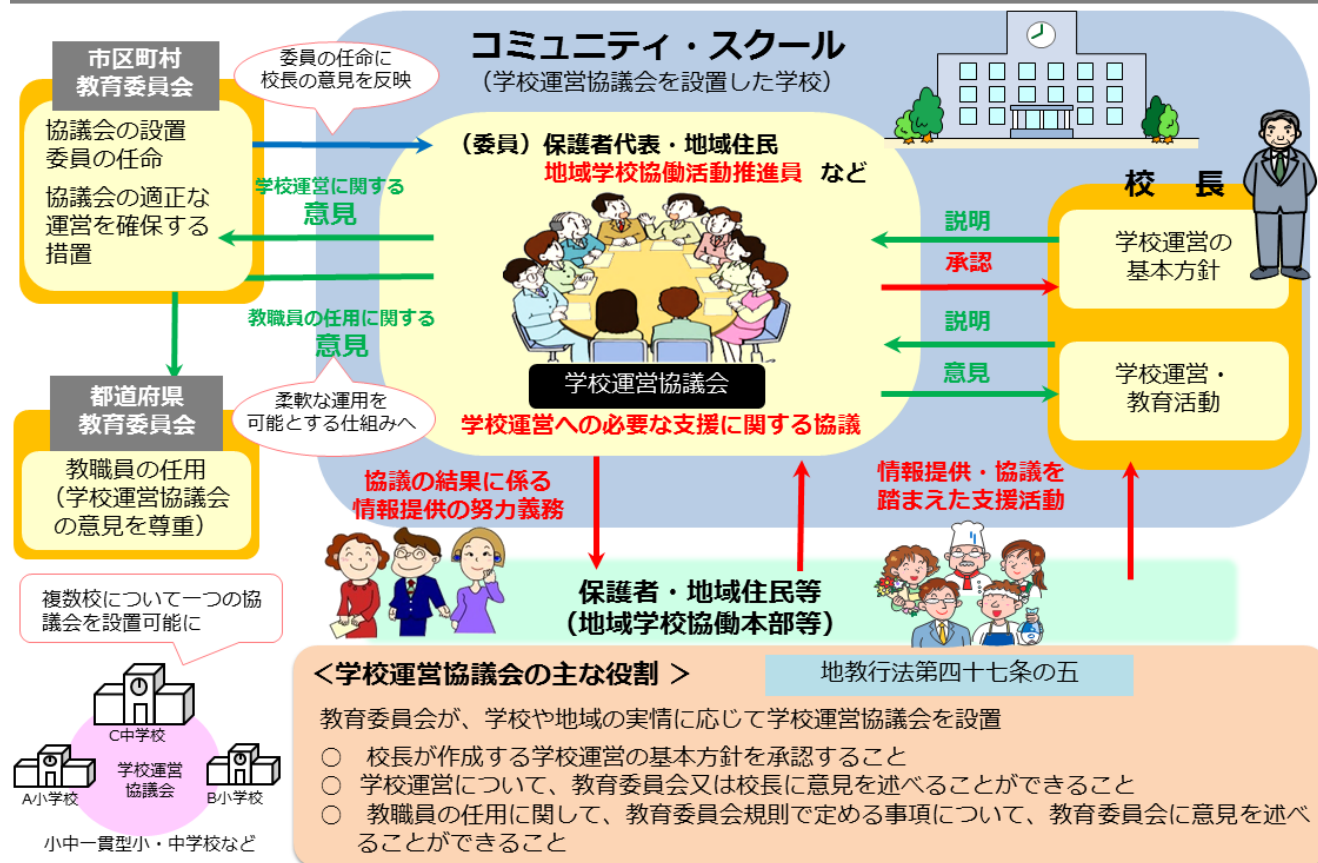 コミュニティ・スクール
（学校運営協議会を設置した学校）
市区町村
教育委員会
協議会の設置
委員の任命
協議会の適正な
運営を確保する
措置
委員の任命に
校長の意見を反映
（委員）保護者代表・地域住民
地域学校協働活動推進員 など
学校運営に関する
意見
教職員の任用に関する
意見
柔軟な運用を
可能とする仕組みへ
都道府県
教育委員会
教職員の任用
（学校運営協議会
の意見を尊重）
学校運営協議会
学校運営への必要な支援に関する協議
校 長
説明
承認
学校運営の
基本方針
説明
意見
学校運営・
教育活動
協議の結果に係る
情報提供の努力義務
情報提供・協議を
踏まえた支援活動
保護者・地域住民等
（地域学校協働本部等）
複数校について一つの協
議会を設置可能に
C中学校
学校運営
協議会
A小学校
B小学校
小中一貫型小・中学校など
＜学校運営協議会の主な役割 ＞
地教行法第四十七条の五
教育委員会が、学校や地域の実情に応じて学校運営協議会を設置
○ 校長が作成する学校運営の基本方針を承認すること
○ 学校運営について、教育委員会又は校長に意見を述べることができること
○ 教職員の任用に関して、教育委員会規則で定める事項について、教育委員会に意見を述べ
ることができること